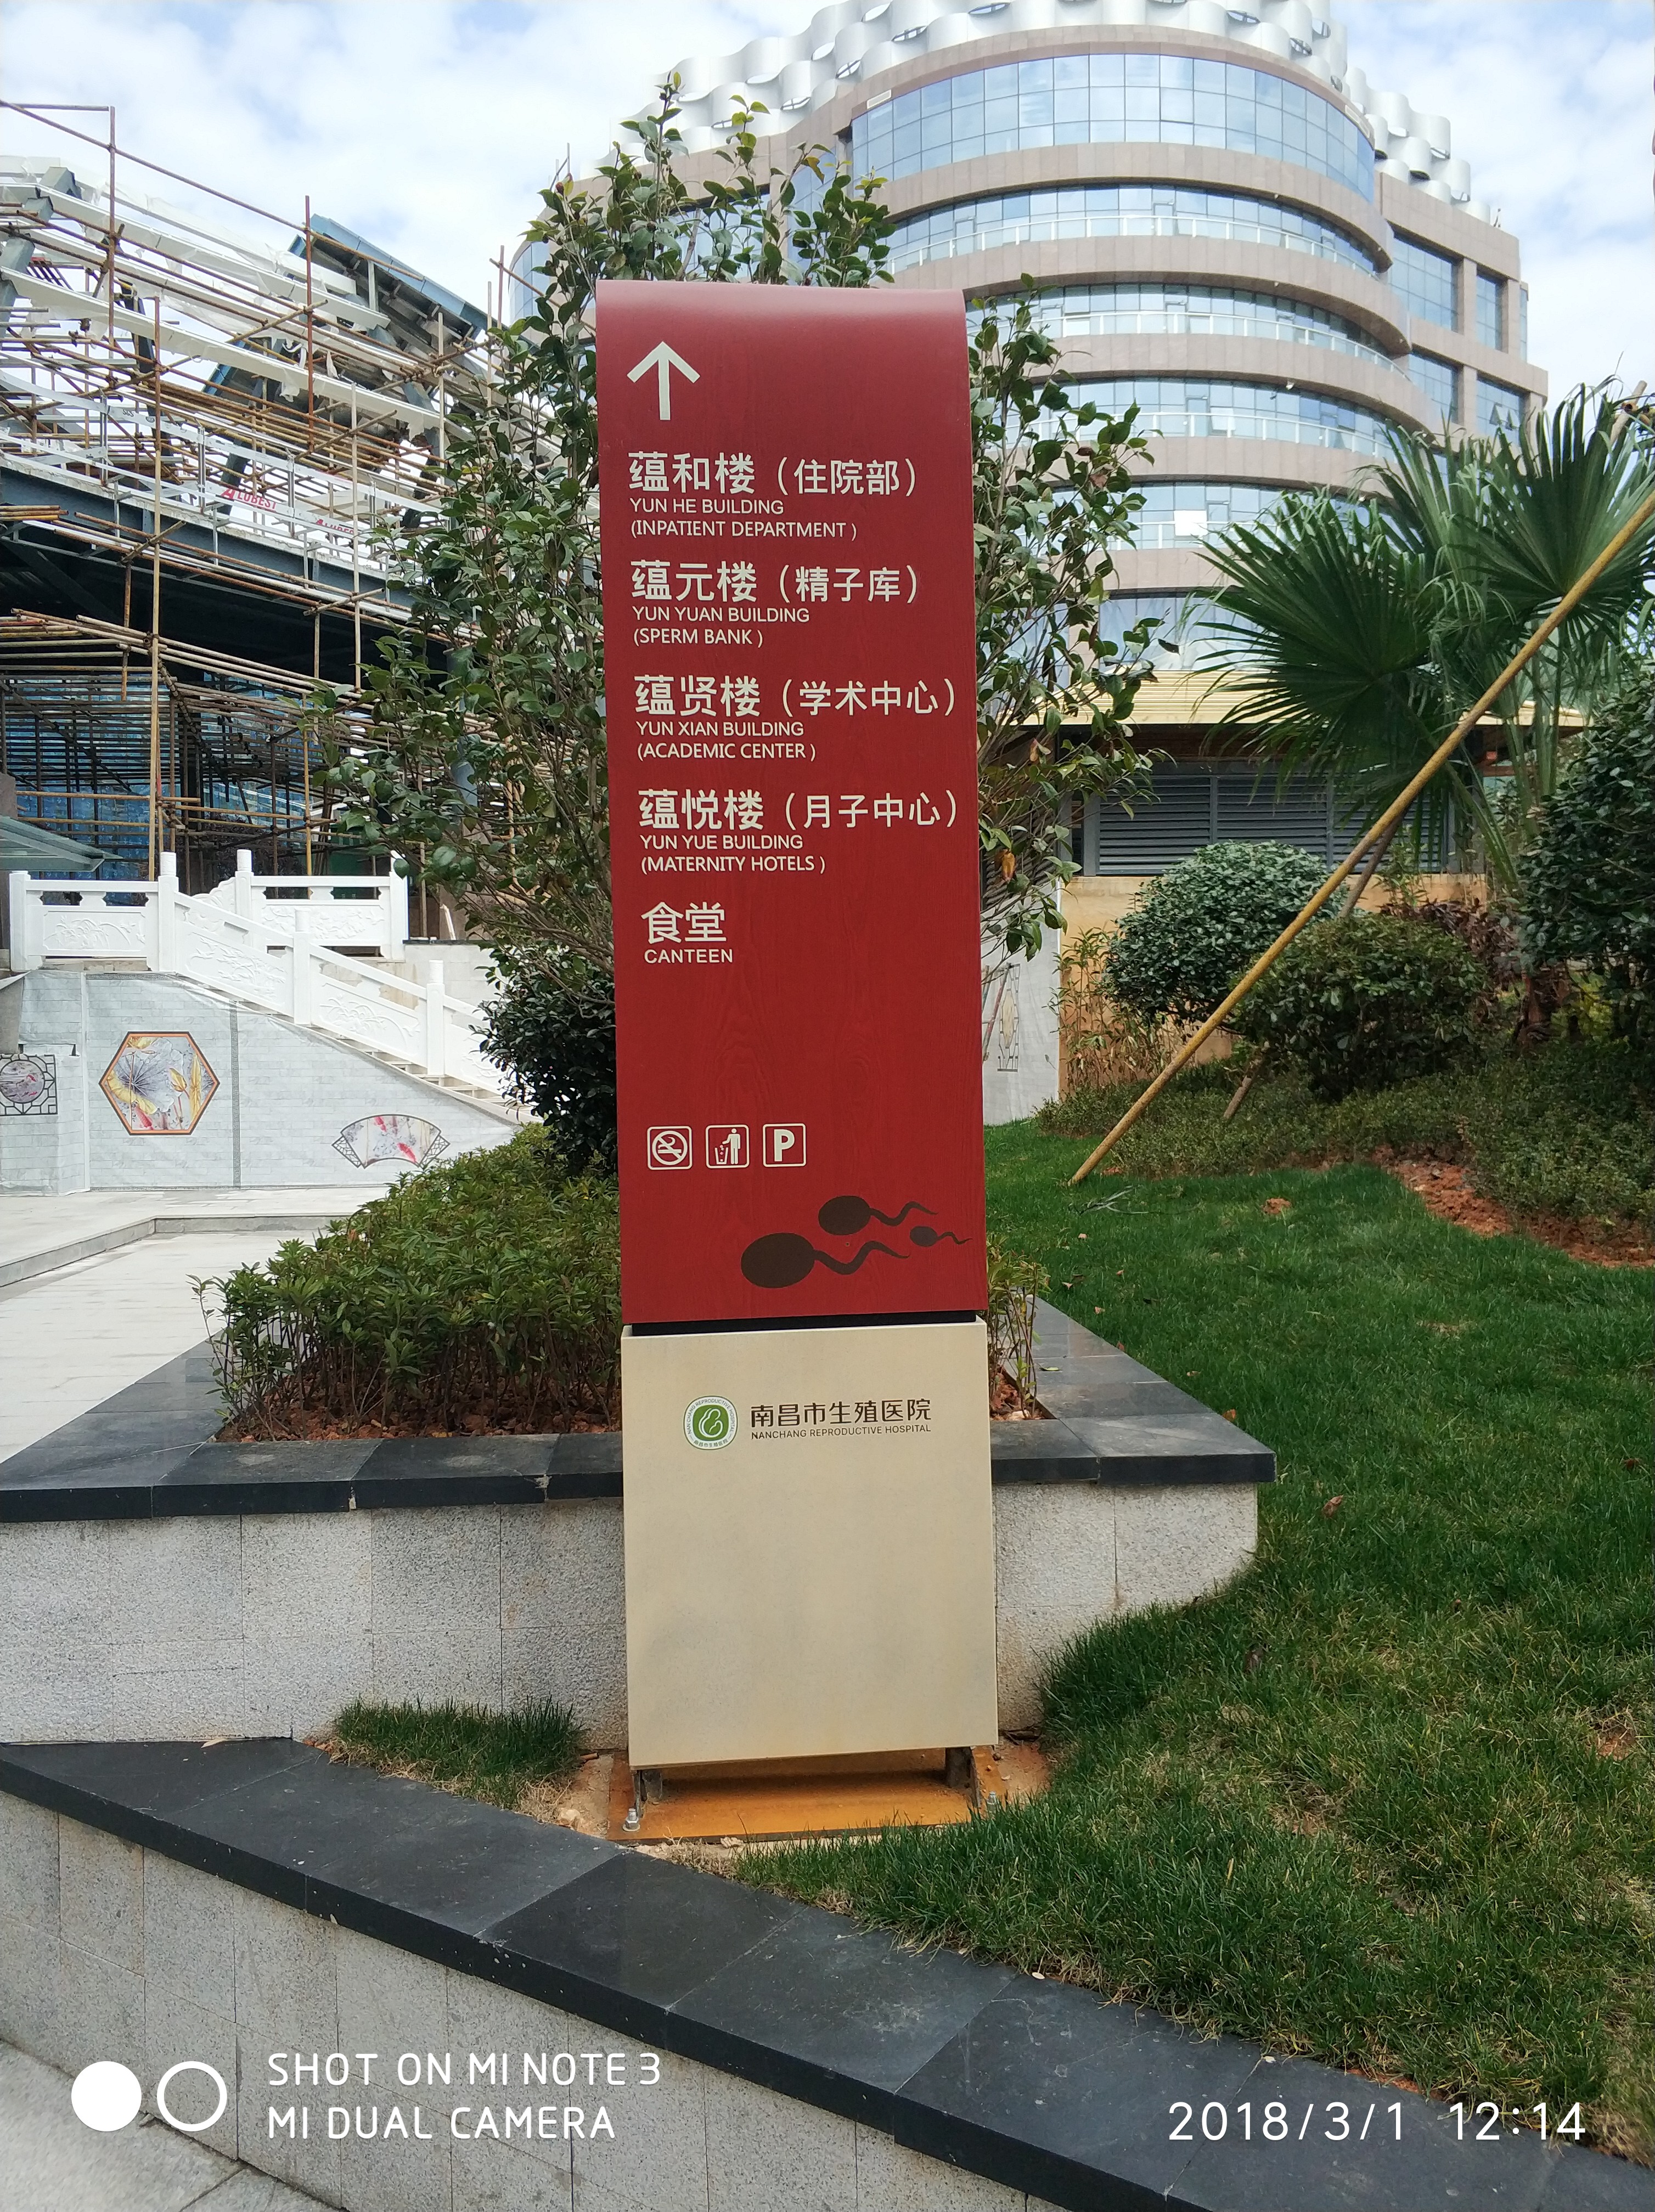 蕴和楼（住院部）
YUN HE BUILDING
(INPATIENT DEPARTMENT )
蕴元楼（精子库）
YUN YUAN BUILDING
(SPERM BANK )
蕴贤楼（学术中心）
YUN XIAN BUILDING
(ACADEMIC CENTER )
蕴悦楼（月子中心）
YUN YUE BUILDING
(MATERNITY HOTELS )
食堂
CANTEEN
P
南昌市生殖医院
NANCHANG REPRODUCTIVE HOSPITAL
SHOT ON MI NOTE 3
MI DUAL CAMERA
2018/3/1 12:14